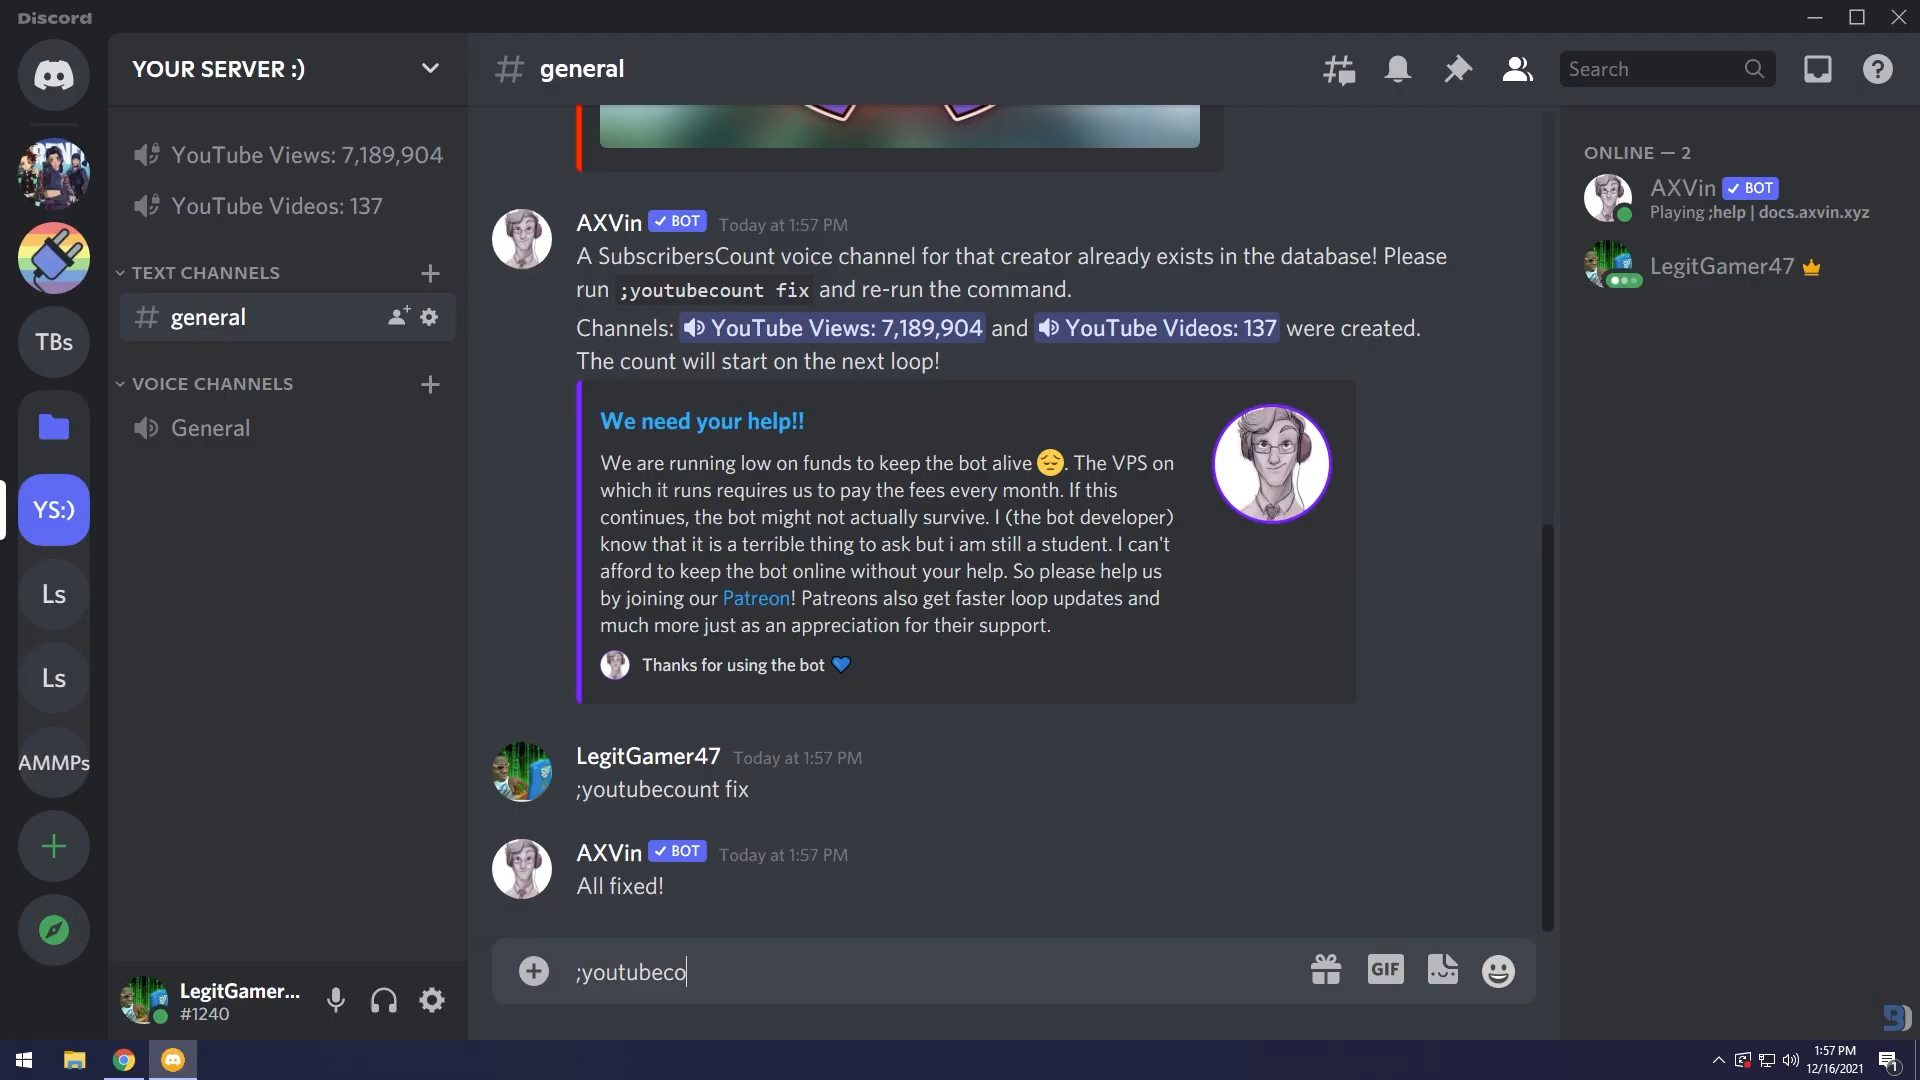 Discord
YOUR SERVER :)
YouTube Views: 7,189,904
YouTube Videos: 137
TEXT CHANNELS
general
VOICE CHANNELS
General
TBs
YS:)
Ls
Ls
AMMPs
LegitGamer...
#1240
general
Search
AXVin BOT Today at 1:57 PM
A SubscribersCount voice channel for that creator already exists in the database! Please
run ;youtubecount fix and re-run the command.
Channels: YouTube Views: 7,189,904 and YouTube Videos: 137 were created.
The count will start on the next loop!
We need your help!!
We are running low on funds to keep the bot alive 😔. The VPS on
which it runs requires us to pay the fees every month. If this
continues, the bot might not actually survive. I (the bot developer)
know that it is a terrible thing to ask but i am still a student. I can't
afford to keep the bot online without your help. So please help us
by joining our Patreon! Patreons also get faster loop updates and
much more just as an appreciation for their support.
Thanks for using the bot 💙
LegitGamer47 Today at 1:57 PM
;youtubecount fix
AXVin BOT Today at 1:57 PM
All fixed!
;youtubeco
GIF
ONLINE — 2
AXVin BOT
Playing ;help | docs.axvin.xyz
LegitGamer47
1:57 PM
12/16/2021
1